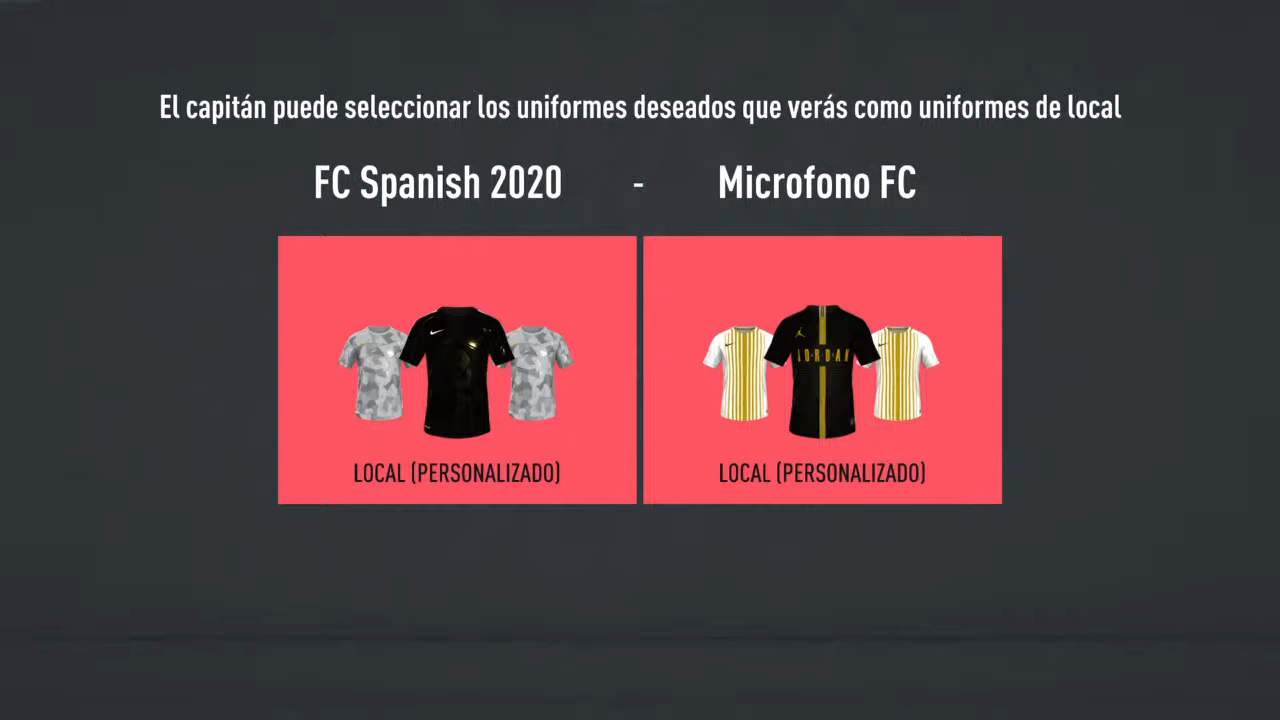 El capitán puede seleccionar los uniformes deseados que verás como uniformes de local
FC Spanish 2020 - Microfono FC
JORDAN
LOCAL (PERSONALIZADO) LOCAL (PERSONALIZADO)